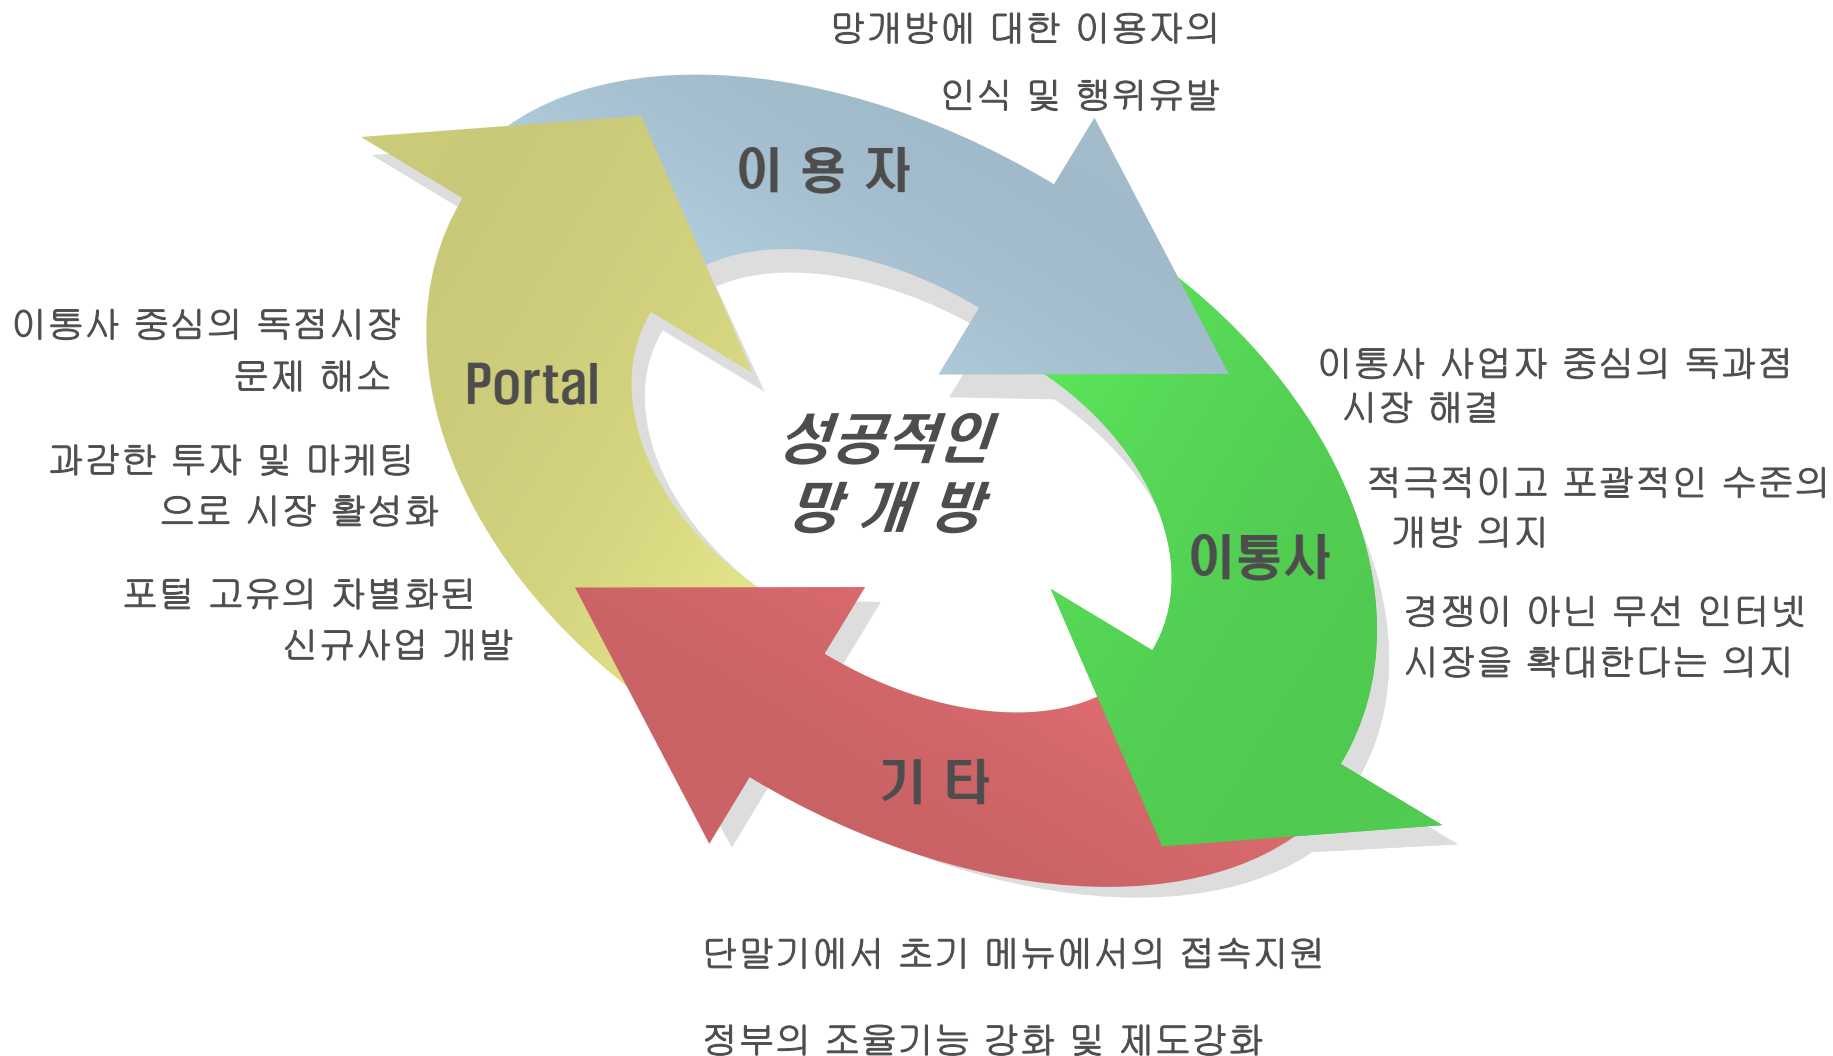 망개방에 대한 이용자의
인식 및 행위유발
이 용 자
이통사 중심의 독점시장
문제 해소
과감한 투자 및 마케팅
으로 시장 활성화
포털 고유의 차별화된
신규사업 개발
Portal
성공적인
망 개 방
이통사 사업자 중심의 독과점
시장 해결
적극적이고 포괄적인 수준의
개방 의지
경쟁이 아닌 무선 인터넷
시장을 확대한다는 의지
이통사
기 타
단말기에서 초기 메뉴에서의 접속지원
정부의 조율기능 강화 및 제도강화